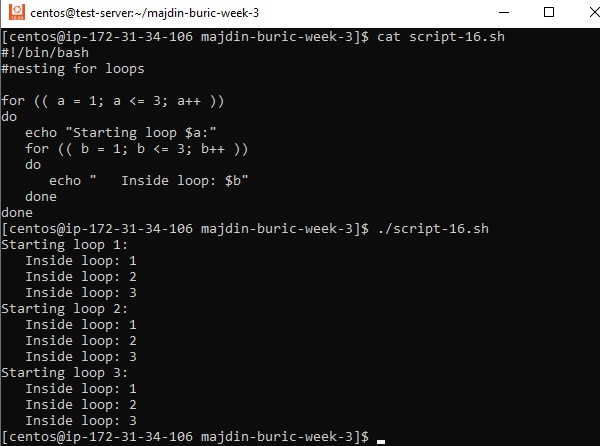 centos@test-server:~/majdin-buric-week-3
[centos@ip-172-31-34-106 majdin-buric-week-3]$ cat script-16.sh
#!/bin/bash
#nesting for loops

for (( a = 1; a <= 3; a++ ))
do
   echo "Starting loop $a:"
   for (( b = 1; b <= 3; b++ ))
   do
      echo "   Inside loop: $b"
   done
done
[centos@ip-172-31-34-106 majdin-buric-week-3]$ ./script-16.sh
Starting loop 1:
   Inside loop: 1
   Inside loop: 2
   Inside loop: 3
Starting loop 2:
   Inside loop: 1
   Inside loop: 2
   Inside loop: 3
Starting loop 3:
   Inside loop: 1
   Inside loop: 2
   Inside loop: 3
[centos@ip-172-31-34-106 majdin-buric-week-3]$